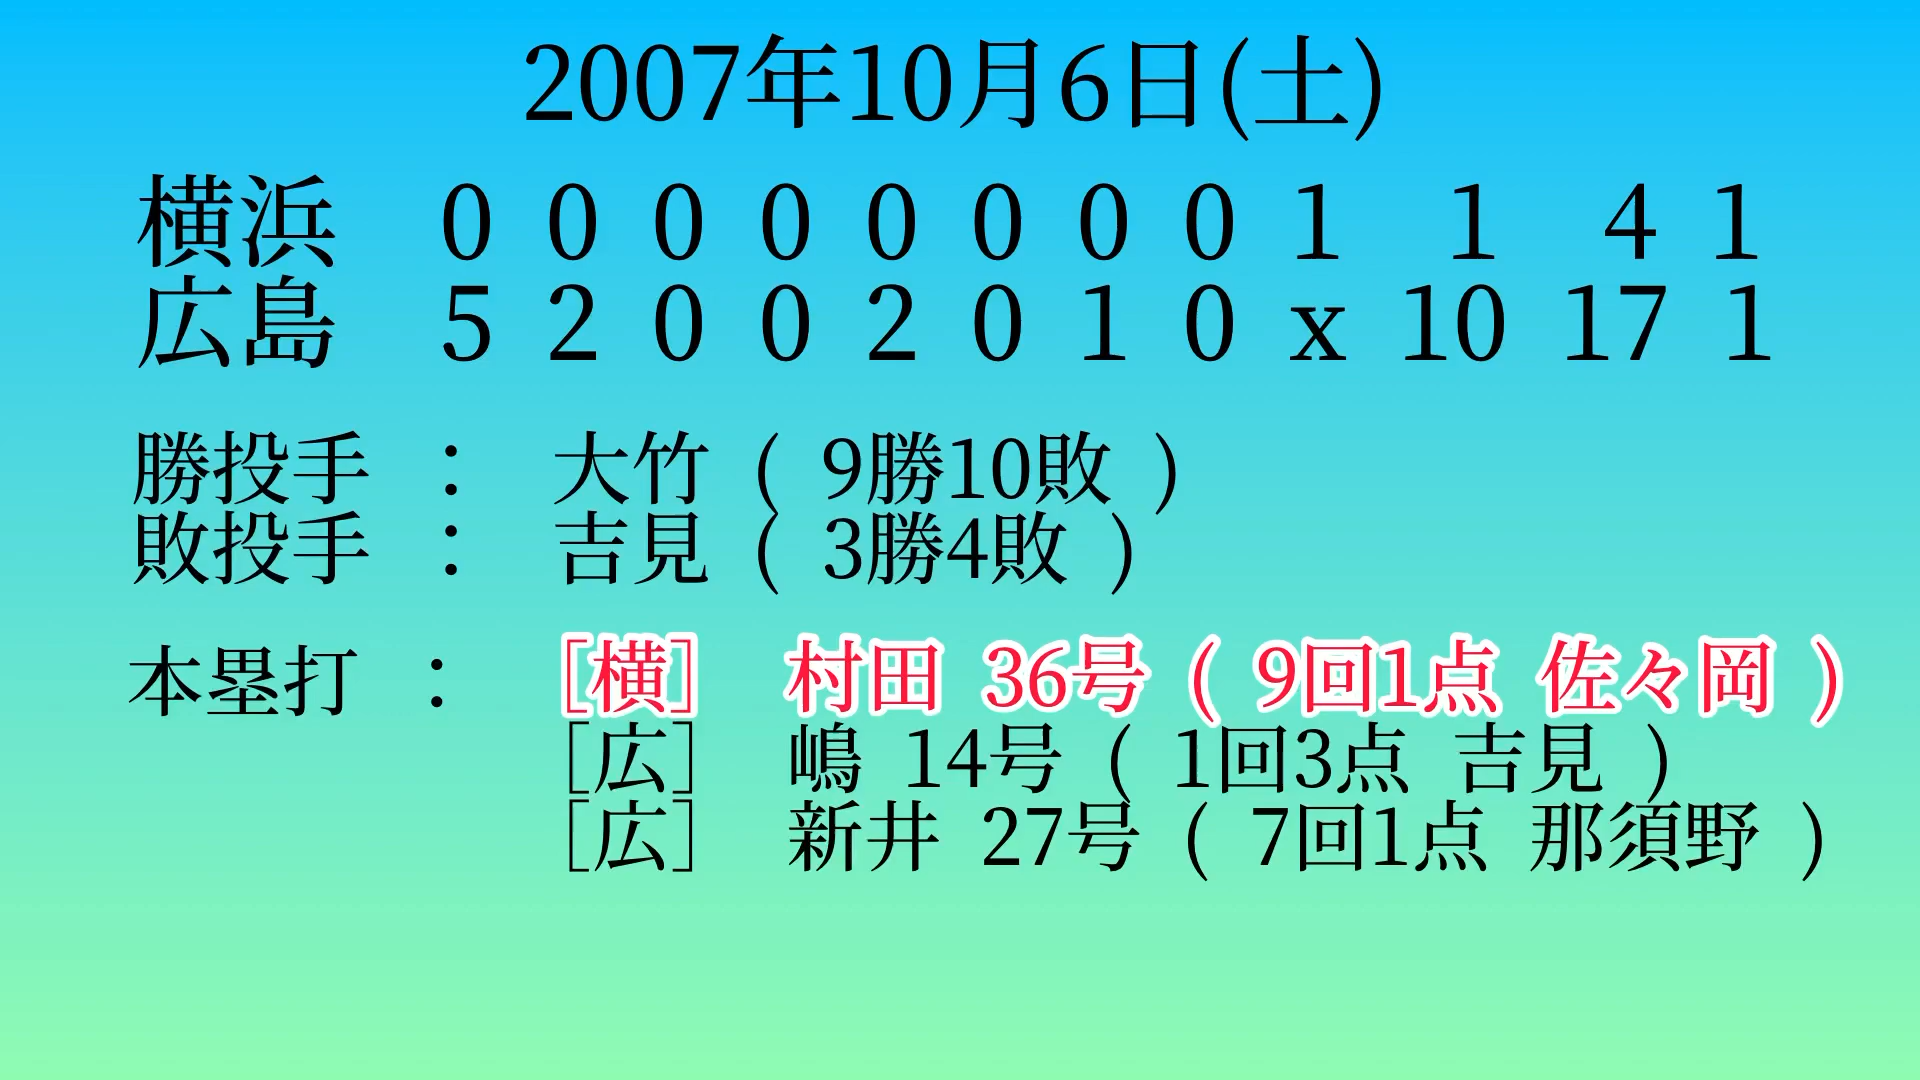 2007年10月6日(土)
横浜 0 0 0 0 0 0 0 0 1 1 4 1
広島 5 2 0 0 2 0 1 0 x 10 17 1
勝投手 : 大竹 ( 9勝10敗 )
敗投手 : 吉見 ( 3勝4敗 )
本塁打 : [横] 村田 36号 ( 9回1点 佐々岡 )
[広] 嶋 14号 ( 1回3点 吉見 )
[広] 新井 27号 ( 7回1点 那須野 )